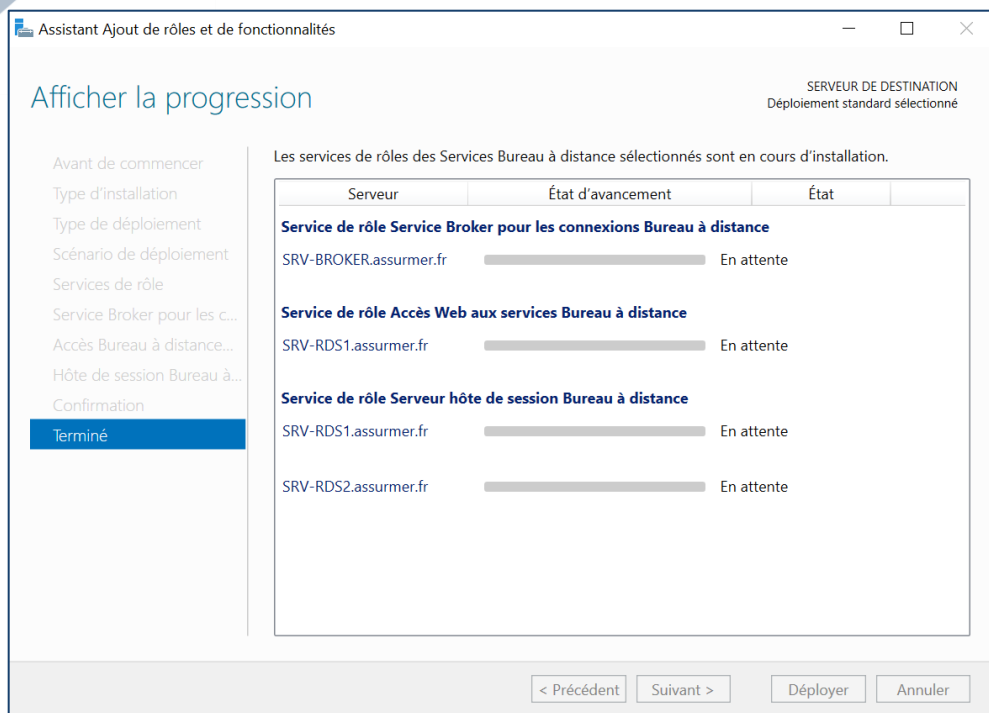 Assistant Ajout de rôles et de fonctionnalités
Afficher la progression
SERVEUR DE DESTINATION
Déploiement standard sélectionné
Avant de commencer
Type d'installation
Type de déploiement
Scénario de déploiement
Services de rôle
Service Broker pour les c...
Accès Bureau à distance...
Hôte de session Bureau à...
Confirmation
Terminé
Les services de rôles des Services Bureau à distance sélectionnés sont en cours d'installation.
Serveur État d'avancement État
Service de rôle Service Broker pour les connexions Bureau à distance
SRV-BROKER.assurmer.fr En attente
Service de rôle Accès Web aux services Bureau à distance
SRV-RDS1.assurmer.fr En attente
Service de rôle Serveur hôte de session Bureau à distance
SRV-RDS1.assurmer.fr En attente
SRV-RDS2.assurmer.fr En attente
< Précédent Suivant > Déployer Annuler